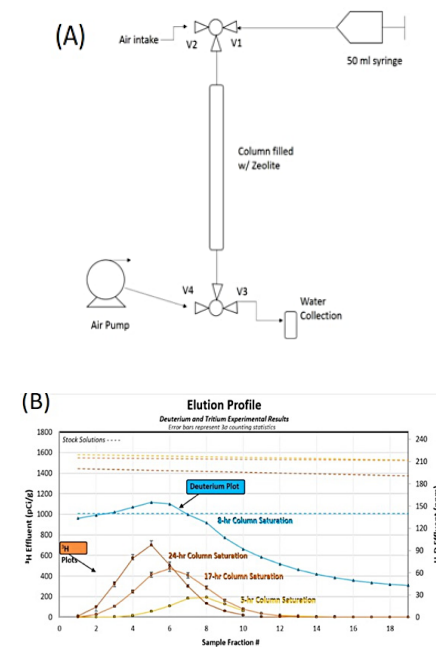 (A)
Air intake
V2
V1
50 ml syringe
Column filled
w/ Zeolite
V4
V3
Air Pump
Water
Collection
(B)
Elution Profile
Deuterium and Tritium Experimental Results
Error bars represent 3σ counting statistics
1800
1600
1400
1200
1000
800
600
400
200
0
³H Effluent (pCi/g)
Stock Solutions ----
Deuterium Plot
8-hr Column Saturation
³H
Plots
24-hr Column Saturation
17-hr Column Saturation
5-hr Column Saturation
240
210
180
150
120
90
60
30
0
0 2 4 6 8 10 12 14 16 18
Sample Fraction #